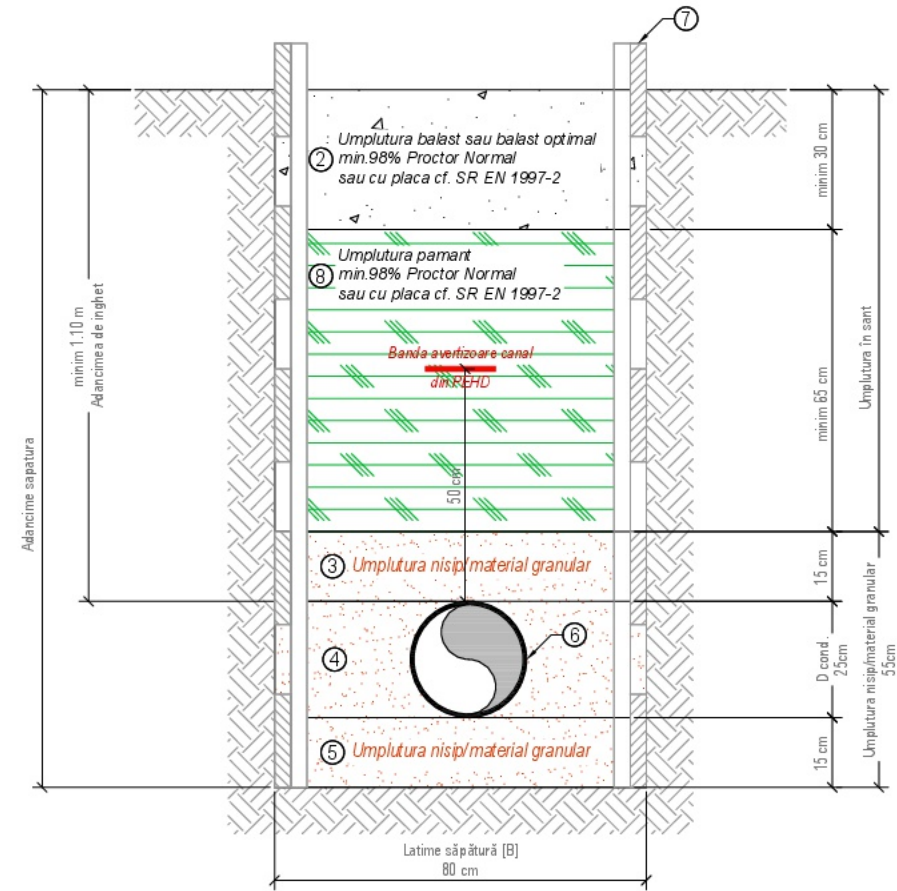 7
2
Umplutura balast sau balast optimal
min.98% Proctor Normal
sau cu placa cf. SR EN 1997-2
minim 30 cm
8
Umplutura pamant
min.98% Proctor Normal
sau cu placa cf. SR EN 1997-2
minim 1.10 m
Adancimea de inghet
Banda avertizoare canal
din PEHD
minim 65 cm
Umplutura în sant
Adancime sapatura
50 cm
3
Umplutura nisip/material granular
15 cm
6
4
D cond.
25cm
Umplutura nisip/material granular
55cm
5
Umplutura nisip/material granular
15 cm
Latime săpătură [B]
80 cm